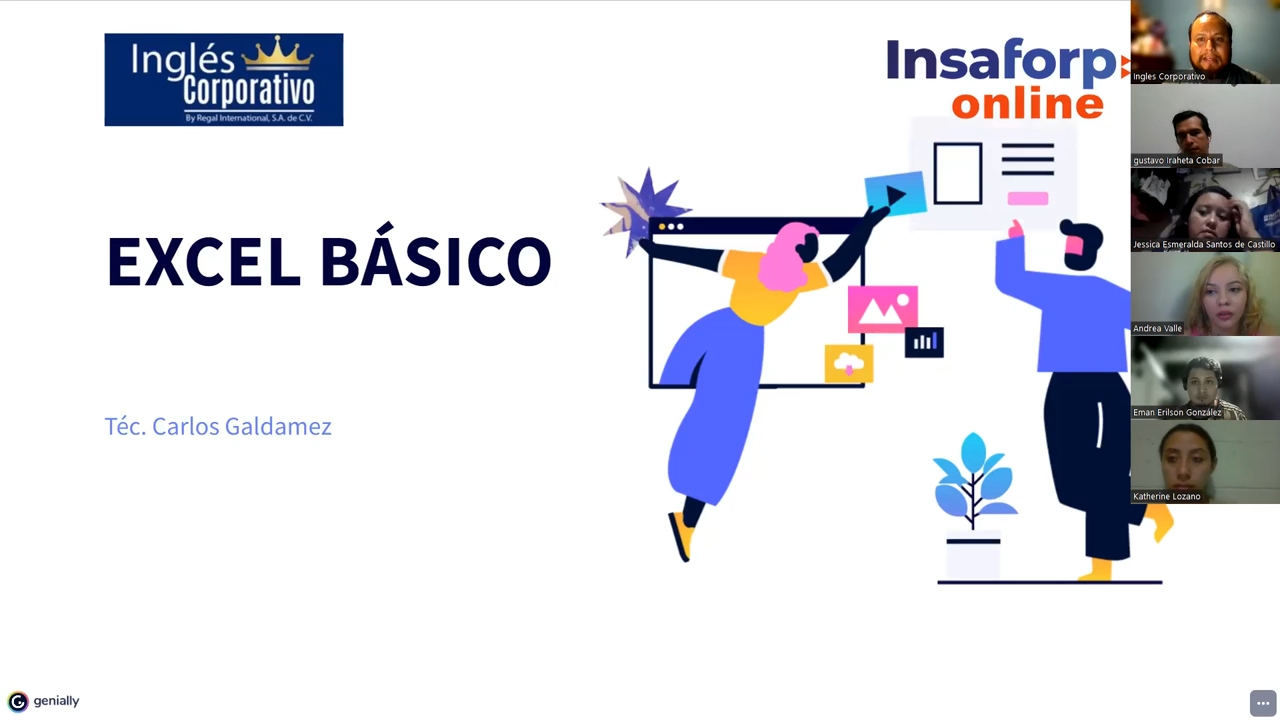 Inglés
Corporativo
By Regal International, S.A. de C.V.
Insaforp
online
EXCEL BÁSICO
Téc. Carlos Galdamez
genially
Ingles Corporativo
gustavo Iraheta Cobar
Jessica Esmeralda Santos de Castillo
Andrea Valle
Eman Erilson González
Katherine Lozano